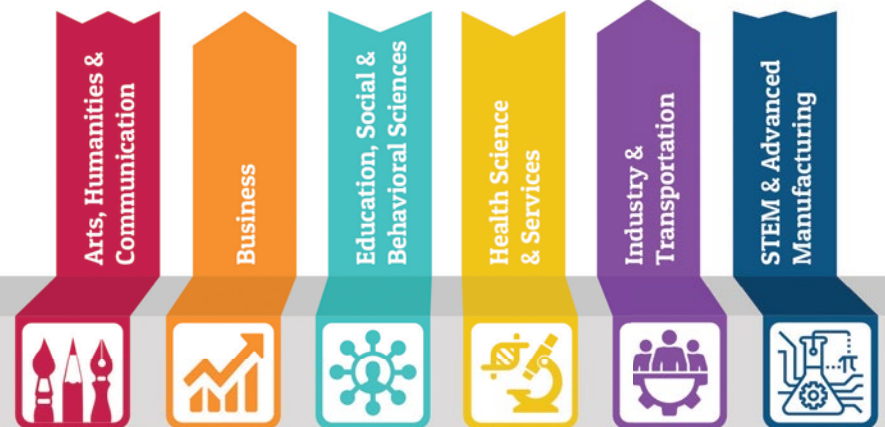 Arts, Humanities &
Communication
Business
Education, Social &
Behavioral Sciences
Health Science
& Services
Industry &
Transportation
STEM & Advanced
Manufacturing
π